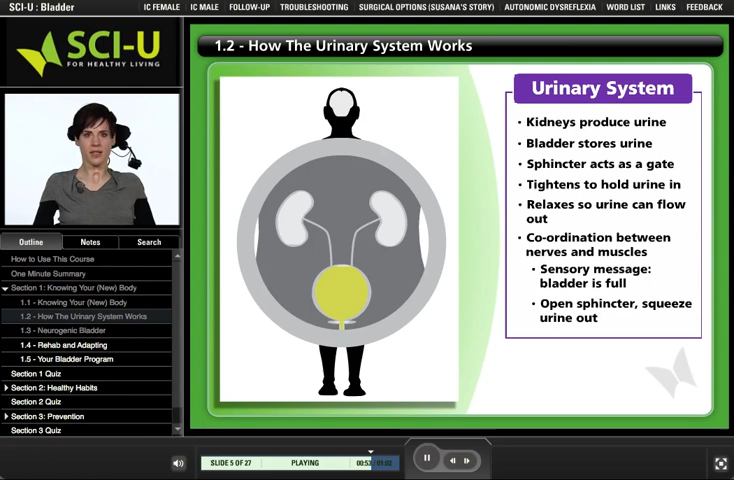 SCI-U : Bladder
IC FEMALE
IC MALE
FOLLOW-UP
TROUBLESHOOTING
SURGICAL OPTIONS (SUSANA'S STORY)
AUTONOMIC DYSREFLEXIA
WORD LIST
LINKS
FEEDBACK
SCI-U
FOR HEALTHY LIVING
1.2 - How The Urinary System Works
Urinary System
• Kidneys produce urine
• Bladder stores urine
• Sphincter acts as a gate
• Tightens to hold urine in
• Relaxes so urine can flow
out
• Co-ordination between
nerves and muscles
• Sensory message:
bladder is full
• Open sphincter, squeeze
urine out
Outline
Notes
Search
How to Use This Course
One Minute Summary
Section 1: Knowing Your (New) Body
1.1 - Knowing Your (New) Body
1.2 - How The Urinary System Works
1.3 - Neurogenic Bladder
1.4 - Rehab and Adapting
1.5 - Your Bladder Program
Section 1 Quiz
Section 2: Healthy Habits
Section 2 Quiz
Section 3: Prevention
Section 3 Quiz
SLIDE 5 OF 27
PLAYING
00:53 / 01:02